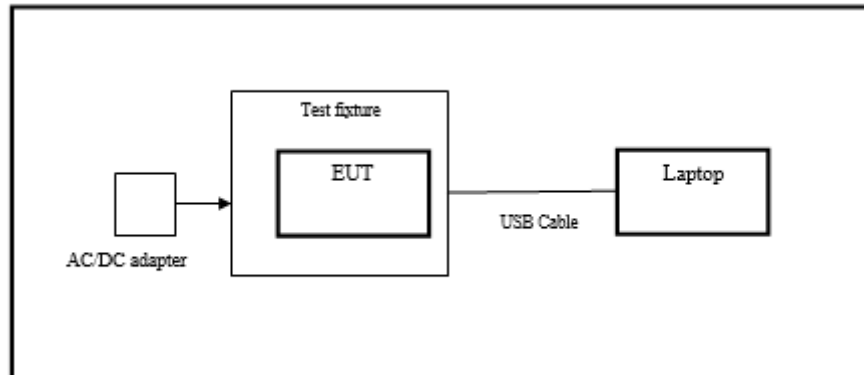 Test fixture
EUT
Laptop
USB Cable
AC/DC adapter